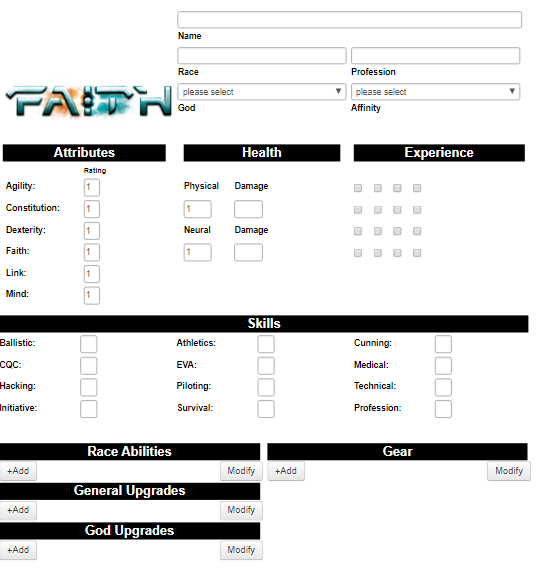 Name
Race Profession
FAITH please select please select
God Affinity
Attributes Health Experience
Rating
Agility: 1 Physical Damage
Constitution: 1 1
Dexterity: 1 Neural Damage
Faith: 1 1
Link: 1
Mind: 1
Skills
Ballistic: Athletics: Cunning:
CQC: EVA: Medical:
Hacking: Piloting: Technical:
Initiative: Survival: Profession:
Race Abilities Gear
+Add Modify +Add Modify
General Upgrades
+Add Modify
God Upgrades
+Add Modify